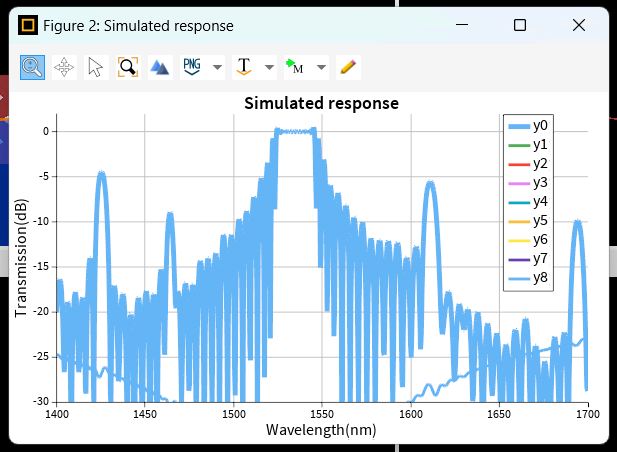 Figure 2: Simulated response
PNG T M
Simulated response
Transmission(dB)
0
-5
-10
-15
-20
-25
-30
1400 1450 1500 1550 1600 1650 1700
Wavelength(nm)
y0
y1
y2
y3
y4
y5
y6
y7
y8